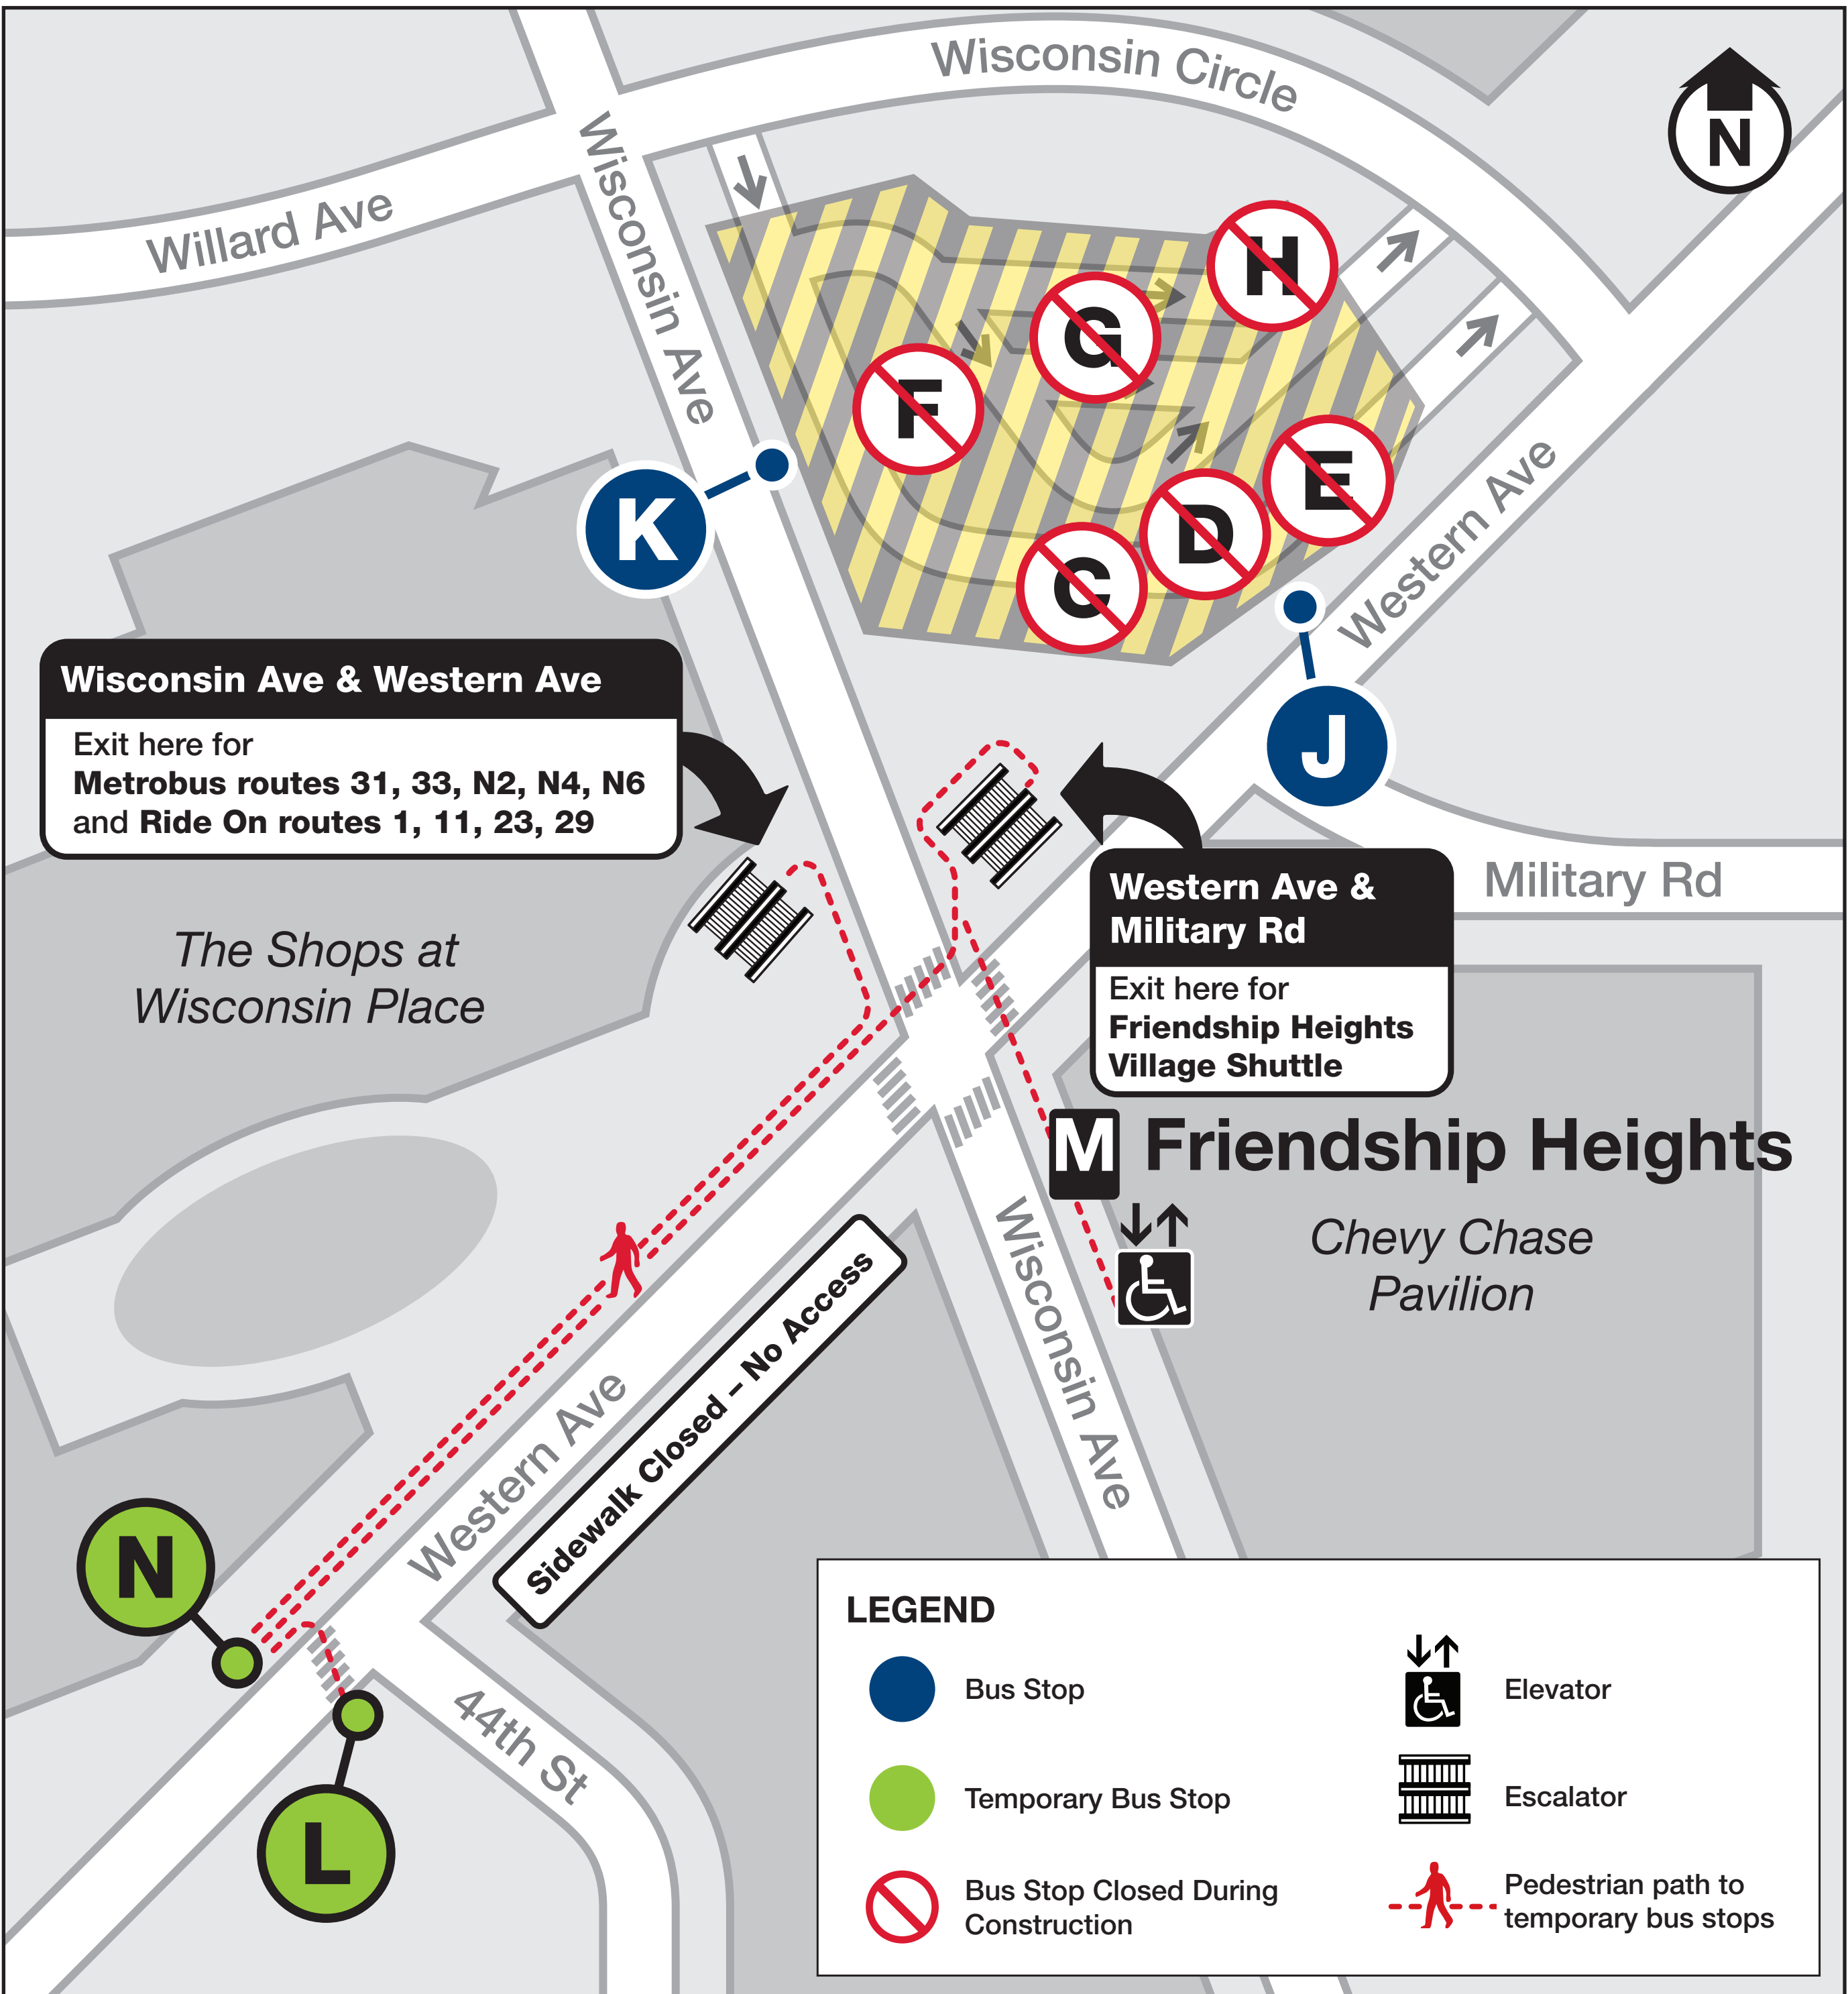 Wisconsin Circle
N
Willard Ave
Wisconsin Ave
H
G
F
E
D
C
K
J
Western Ave
Wisconsin Ave & Western Ave
Exit here for
Metrobus routes 31, 33, N2, N4, N6
and Ride On routes 1, 11, 23, 29
Military Rd
Western Ave &
Military Rd
Exit here for
Friendship Heights
Village Shuttle
The Shops at
Wisconsin Place
M Friendship Heights
Chevy Chase
Pavilion
Wisconsin Ave
Sidewalk Closed – No Access
Western Ave
N
L
44th St
LEGEND
Bus Stop
Temporary Bus Stop
Bus Stop Closed During
Construction
Elevator
Escalator
Pedestrian path to
temporary bus stops